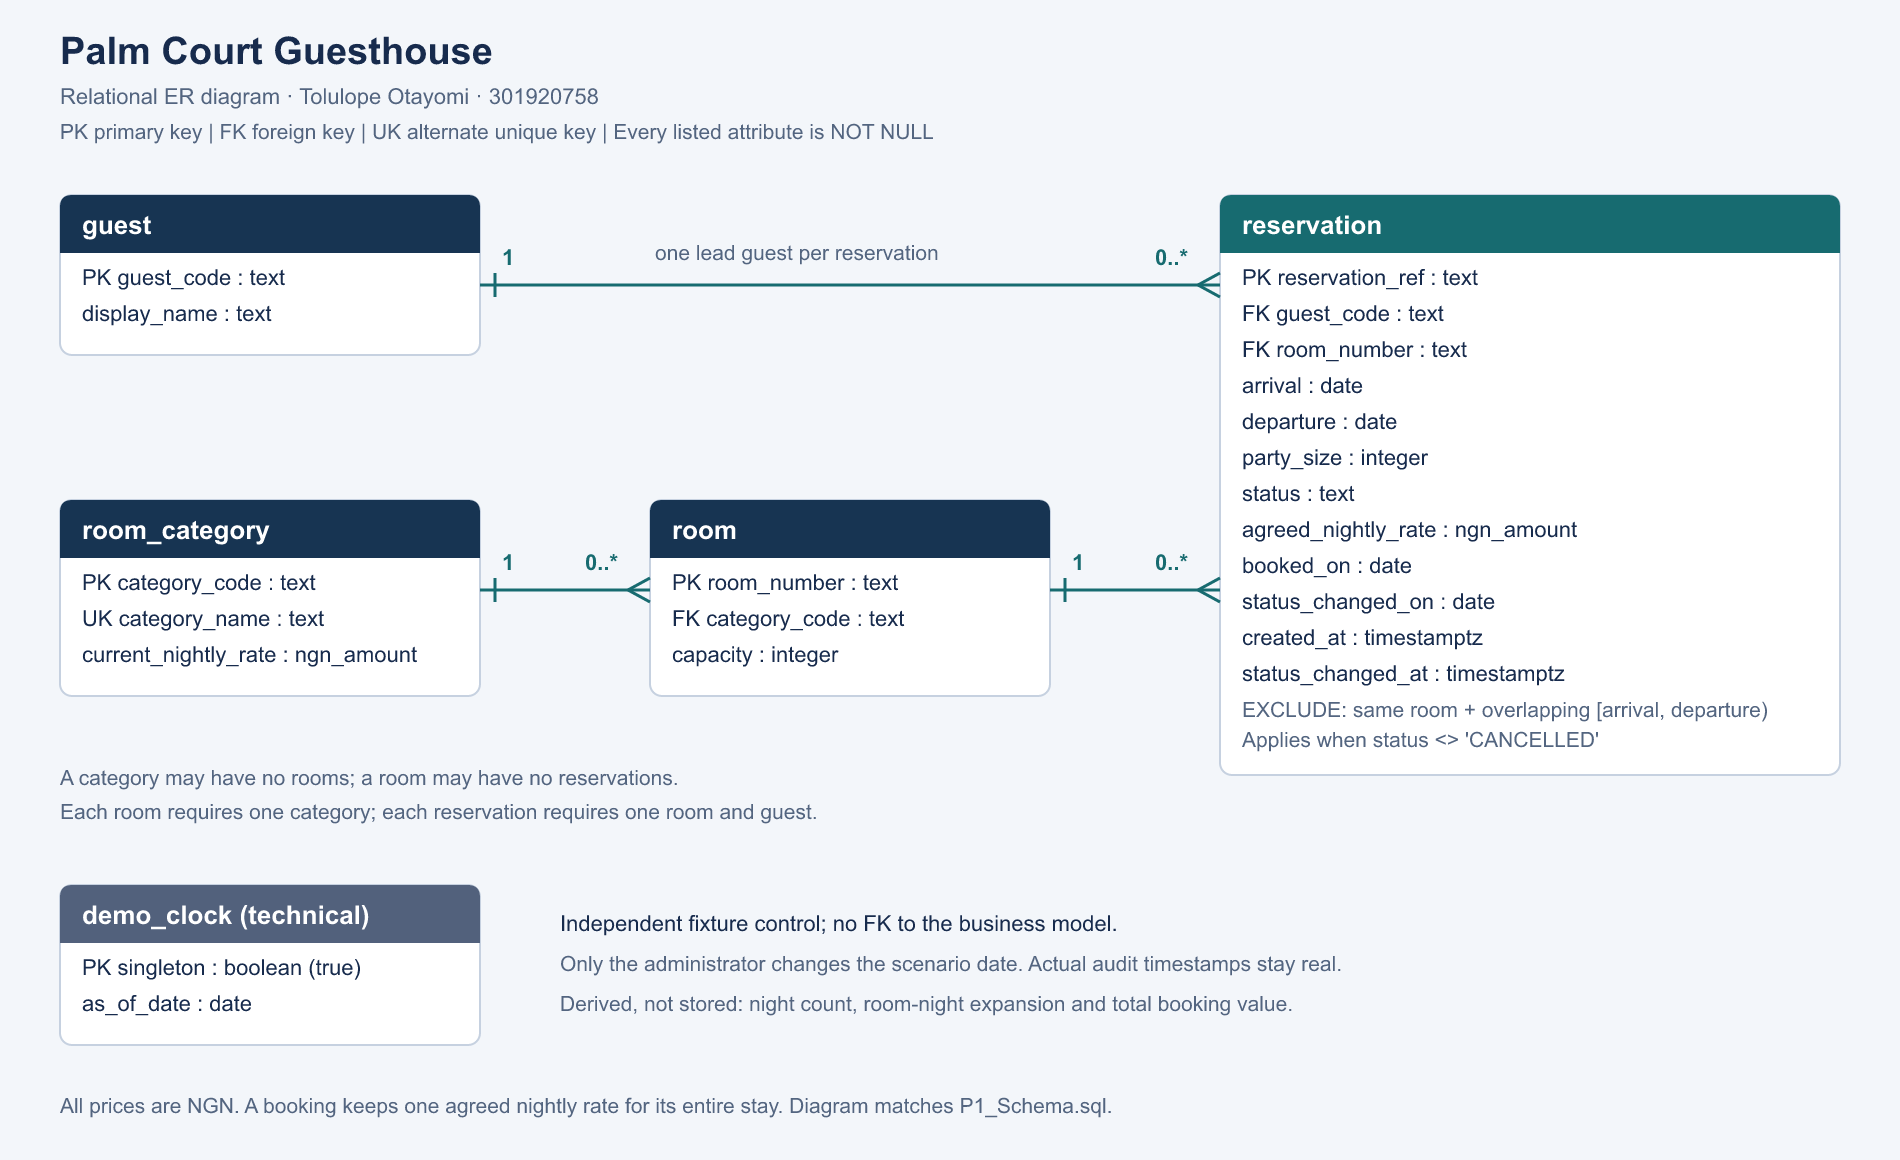 Palm Court Guesthouse
Relational ER diagram · Tolulope Otayomi · 301920758
PK primary key | FK foreign key | UK alternate unique key | Every listed attribute is NOT NULL
guest
PK guest_code : text
display_name : text
1
one lead guest per reservation
0..*
reservation
PK reservation_ref : text
FK guest_code : text
FK room_number : text
arrival : date
departure : date
party_size : integer
status : text
agreed_nightly_rate : ngn_amount
booked_on : date
status_changed_on : date
created_at : timestamptz
status_changed_at : timestamptz
EXCLUDE: same room + overlapping [arrival, departure)
Applies when status <> 'CANCELLED'
room_category
PK category_code : text
UK category_name : text
current_nightly_rate : ngn_amount
1
0..*
room
PK room_number : text
FK category_code : text
capacity : integer
1
0..*
A category may have no rooms; a room may have no reservations.
Each room requires one category; each reservation requires one room and guest.
demo_clock (technical)
PK singleton : boolean (true)
as_of_date : date
Independent fixture control; no FK to the business model.
Only the administrator changes the scenario date. Actual audit timestamps stay real.
Derived, not stored: night count, room-night expansion and total booking value.
All prices are NGN. A booking keeps one agreed nightly rate for its entire stay. Diagram matches P1_Schema.sql.